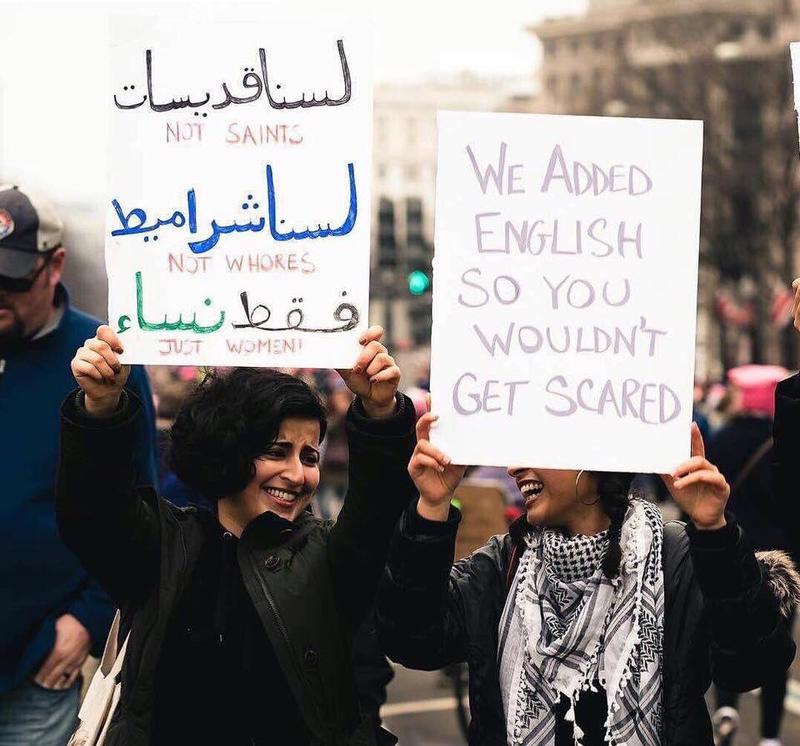 لسنا قديسات
NOT SAINTS
لسنا شراميط
NOT WHORES
فقط نساء
JUST WOMEN!
WE ADDED
ENGLISH
SO YOU
WOULDN'T
GET SCARED